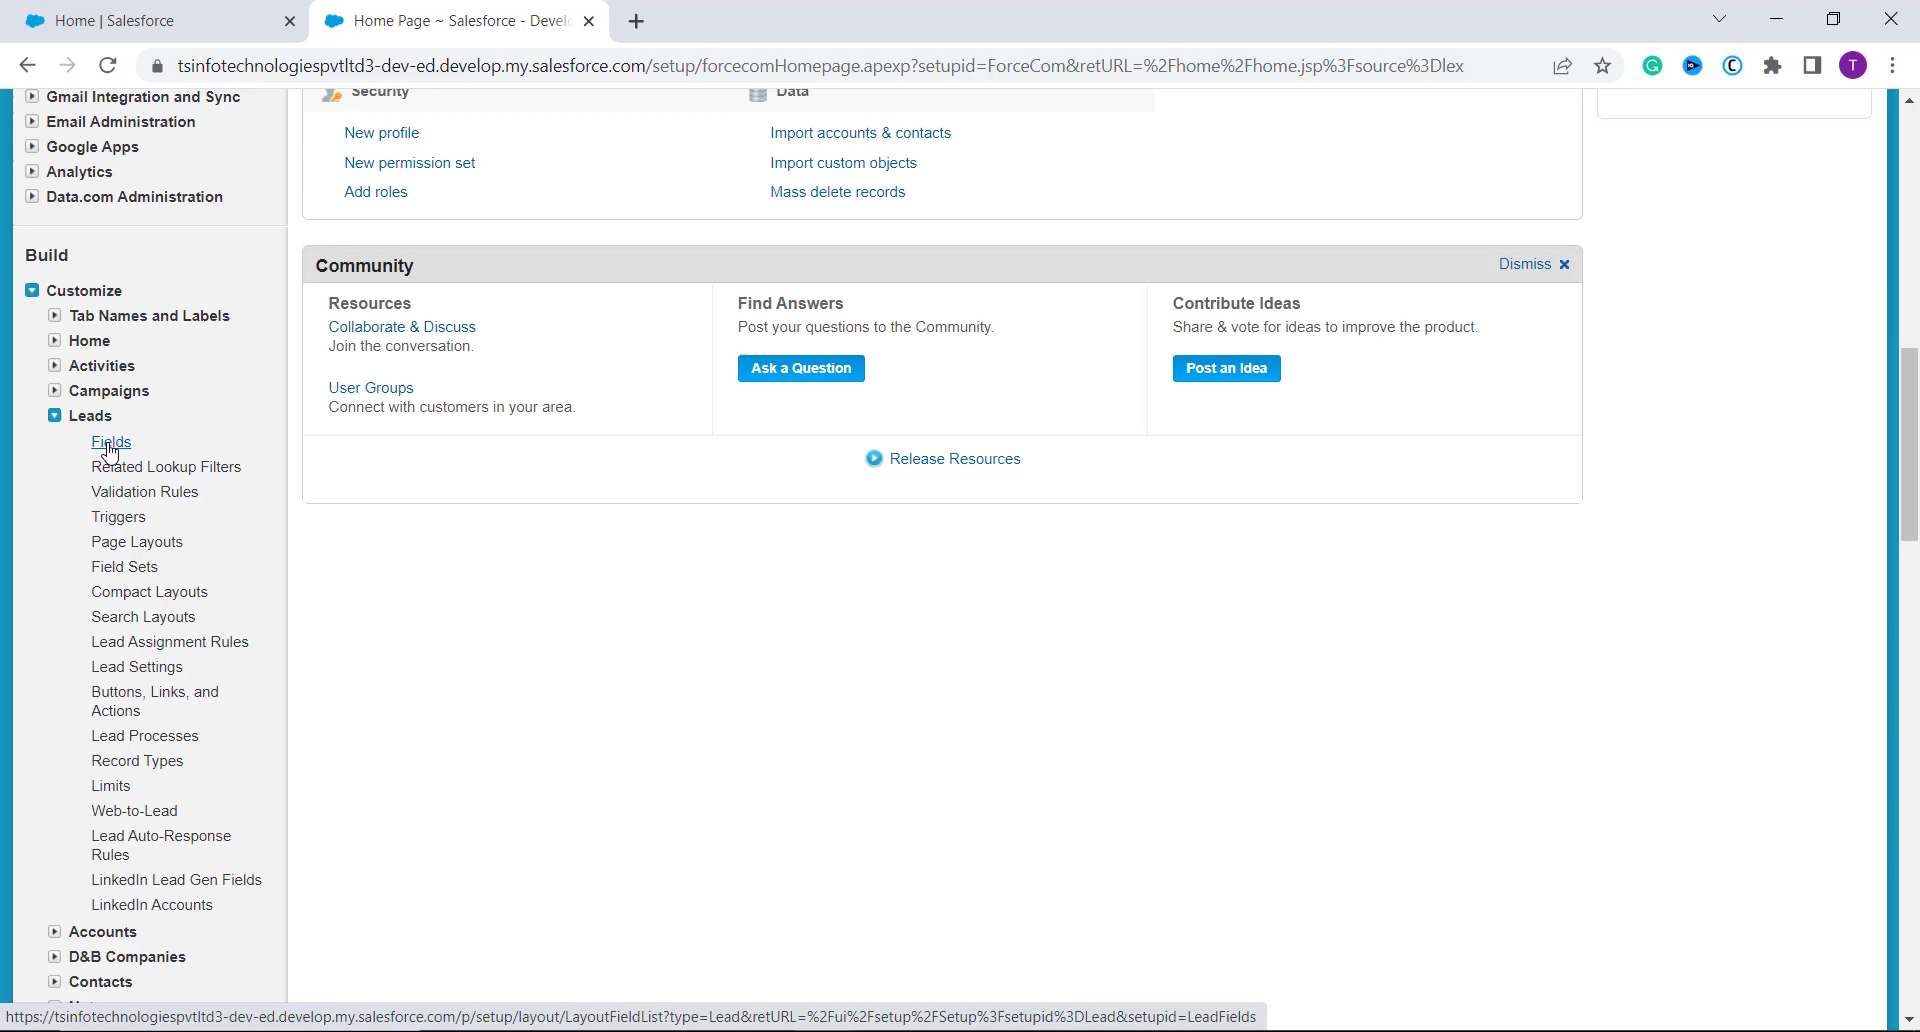 Home | Salesforce
Home Page ~ Salesforce - Develo
tsinfotechnologiespvtltd3-dev-ed.develop.my.salesforce.com/setup/forcecomHomepage.apexp?setupid=ForceCom&retURL=%2Fhome%2Fhome.jsp%3Fsource%3Dlex
T
Gmail Integration and Sync
Email Administration
Google Apps
Analytics
Data.com Administration
Build
Customize
Tab Names and Labels
Home
Activities
Campaigns
Leads
Fields
Related Lookup Filters
Validation Rules
Triggers
Page Layouts
Field Sets
Compact Layouts
Search Layouts
Lead Assignment Rules
Lead Settings
Buttons, Links, and
Actions
Lead Processes
Record Types
Limits
Web-to-Lead
Lead Auto-Response
Rules
LinkedIn Lead Gen Fields
LinkedIn Accounts
Accounts
D&B Companies
Contacts
Security
New profile
New permission set
Add roles
Data
Import accounts & contacts
Import custom objects
Mass delete records
Community
Dismiss
Resources
Collaborate & Discuss
Join the conversation.
User Groups
Connect with customers in your area.
Find Answers
Post your questions to the Community.
Ask a Question
Contribute Ideas
Share & vote for ideas to improve the product.
Post an Idea
Release Resources
https://tsinfotechnologiespvtltd3-dev-ed.develop.my.salesforce.com/p/setup/layout/LayoutFieldList?type=Lead&retURL=%2Fui%2Fsetup%2FSetup%3Fsetupid%3DLead&setupid=LeadFields